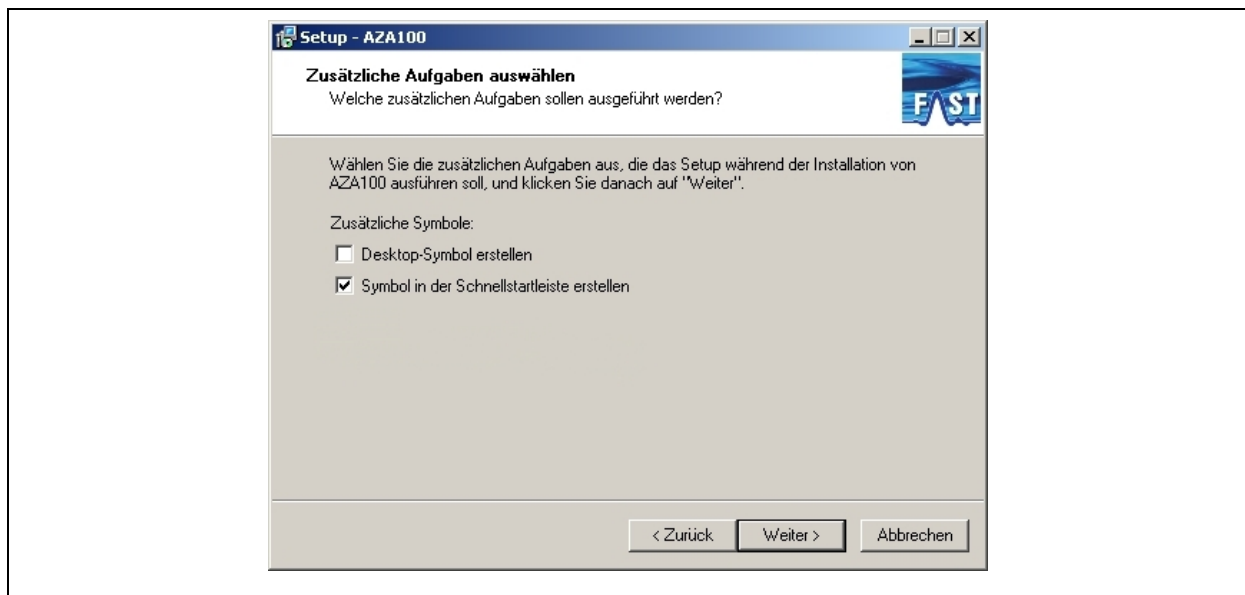 Setup - AZA100
Zusätzliche Aufgaben auswählen
Welche zusätzlichen Aufgaben sollen ausgeführt werden?
FAST
Wählen Sie die zusätzlichen Aufgaben aus, die das Setup während der Installation von
AZA100 ausführen soll, und klicken Sie danach auf "Weiter".
Zusätzliche Symbole:
Desktop-Symbol erstellen
Symbol in der Schnellstartleiste erstellen
< Zurück
Weiter >
Abbrechen